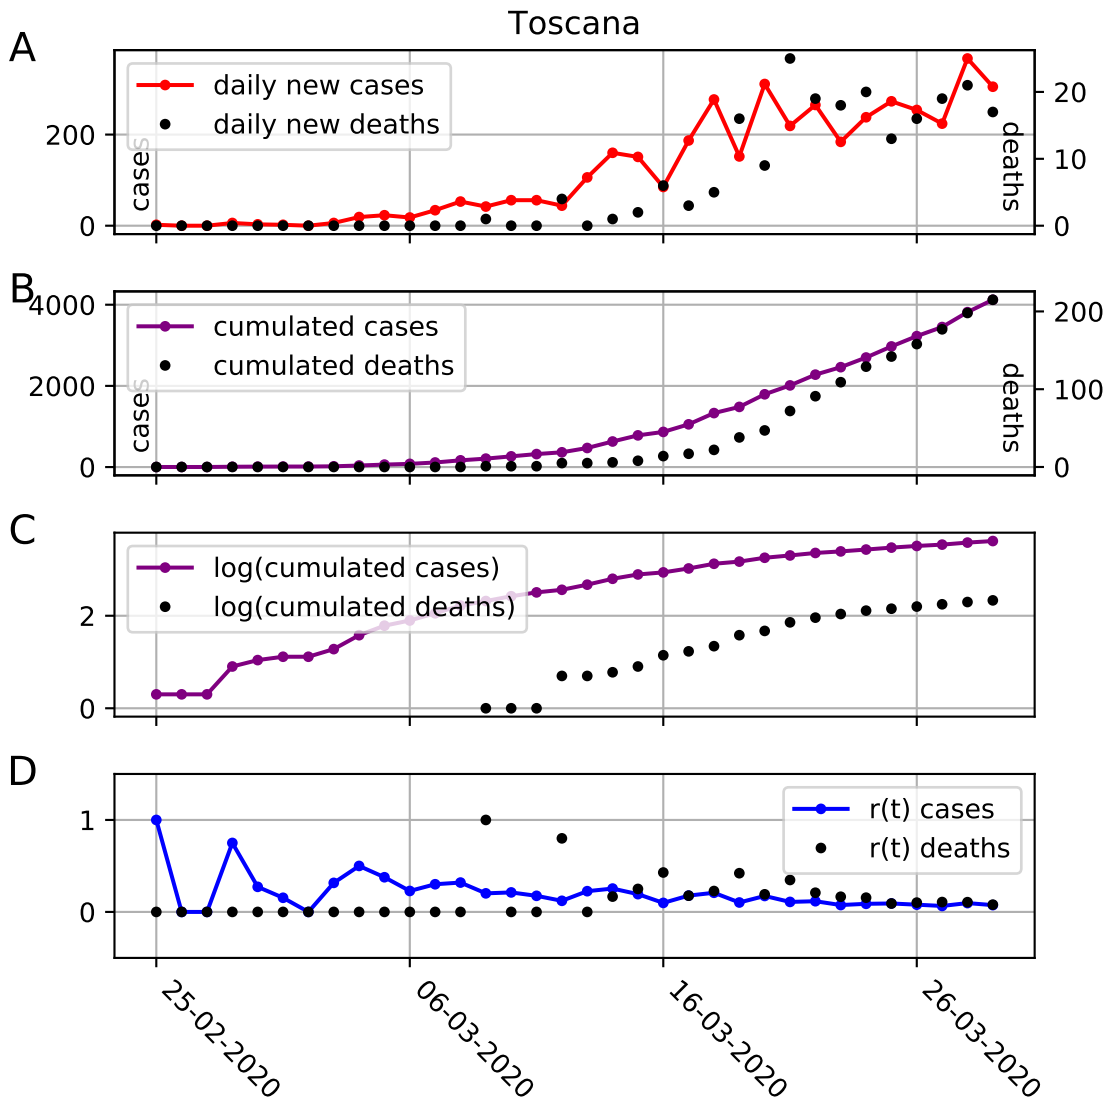 Toscana
A
daily new cases
daily new deaths
200
0
cases
20
10
0
deaths
B
cumulated cases
cumulated deaths
4000
2000
0
cases
200
100
0
deaths
C
log(cumulated cases)
log(cumulated deaths)
2
0
D
r(t) cases
r(t) deaths
1
0
25-02-2020
06-03-2020
16-03-2020
26-03-2020